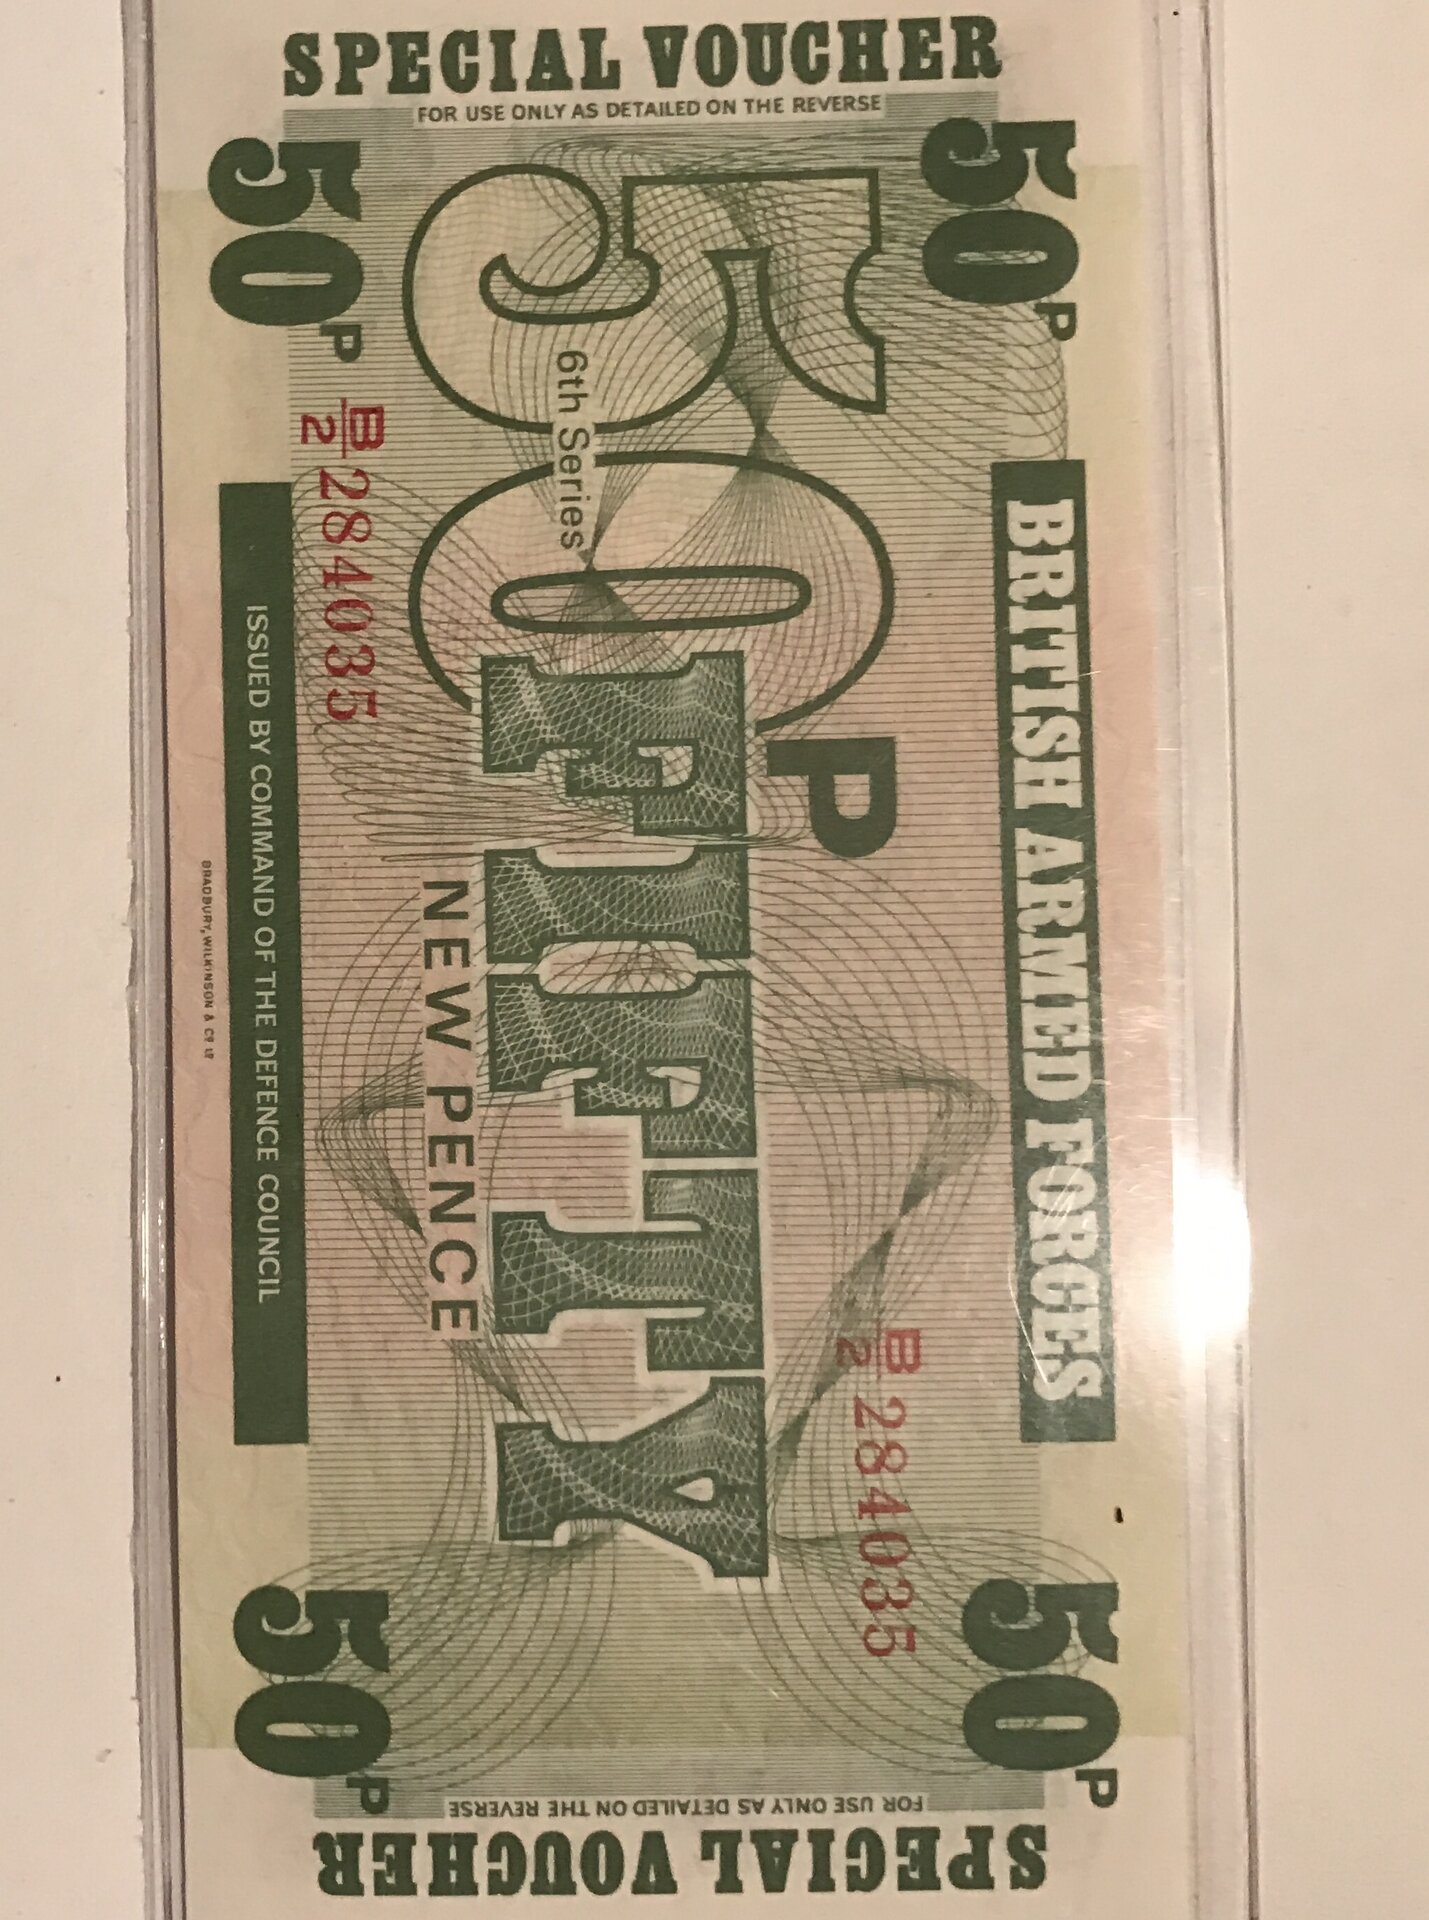 SPECIAL VOUCHER
FOR USE ONLY AS DETAILED ON THE REVERSE
50P
BRITISH ARMED FORCES
50P
50P
B/2 284035
FIFTY
6th Series
NEW PENCE
B/2 284035
50P
ISSUED BY COMMAND OF THE DEFENCE COUNCIL
50P
BRADBURY, WILKINSON & Cº Lº
FOR USE ONLY AS DETAILED ON THE REVERSE
SPECIAL VOUCHER